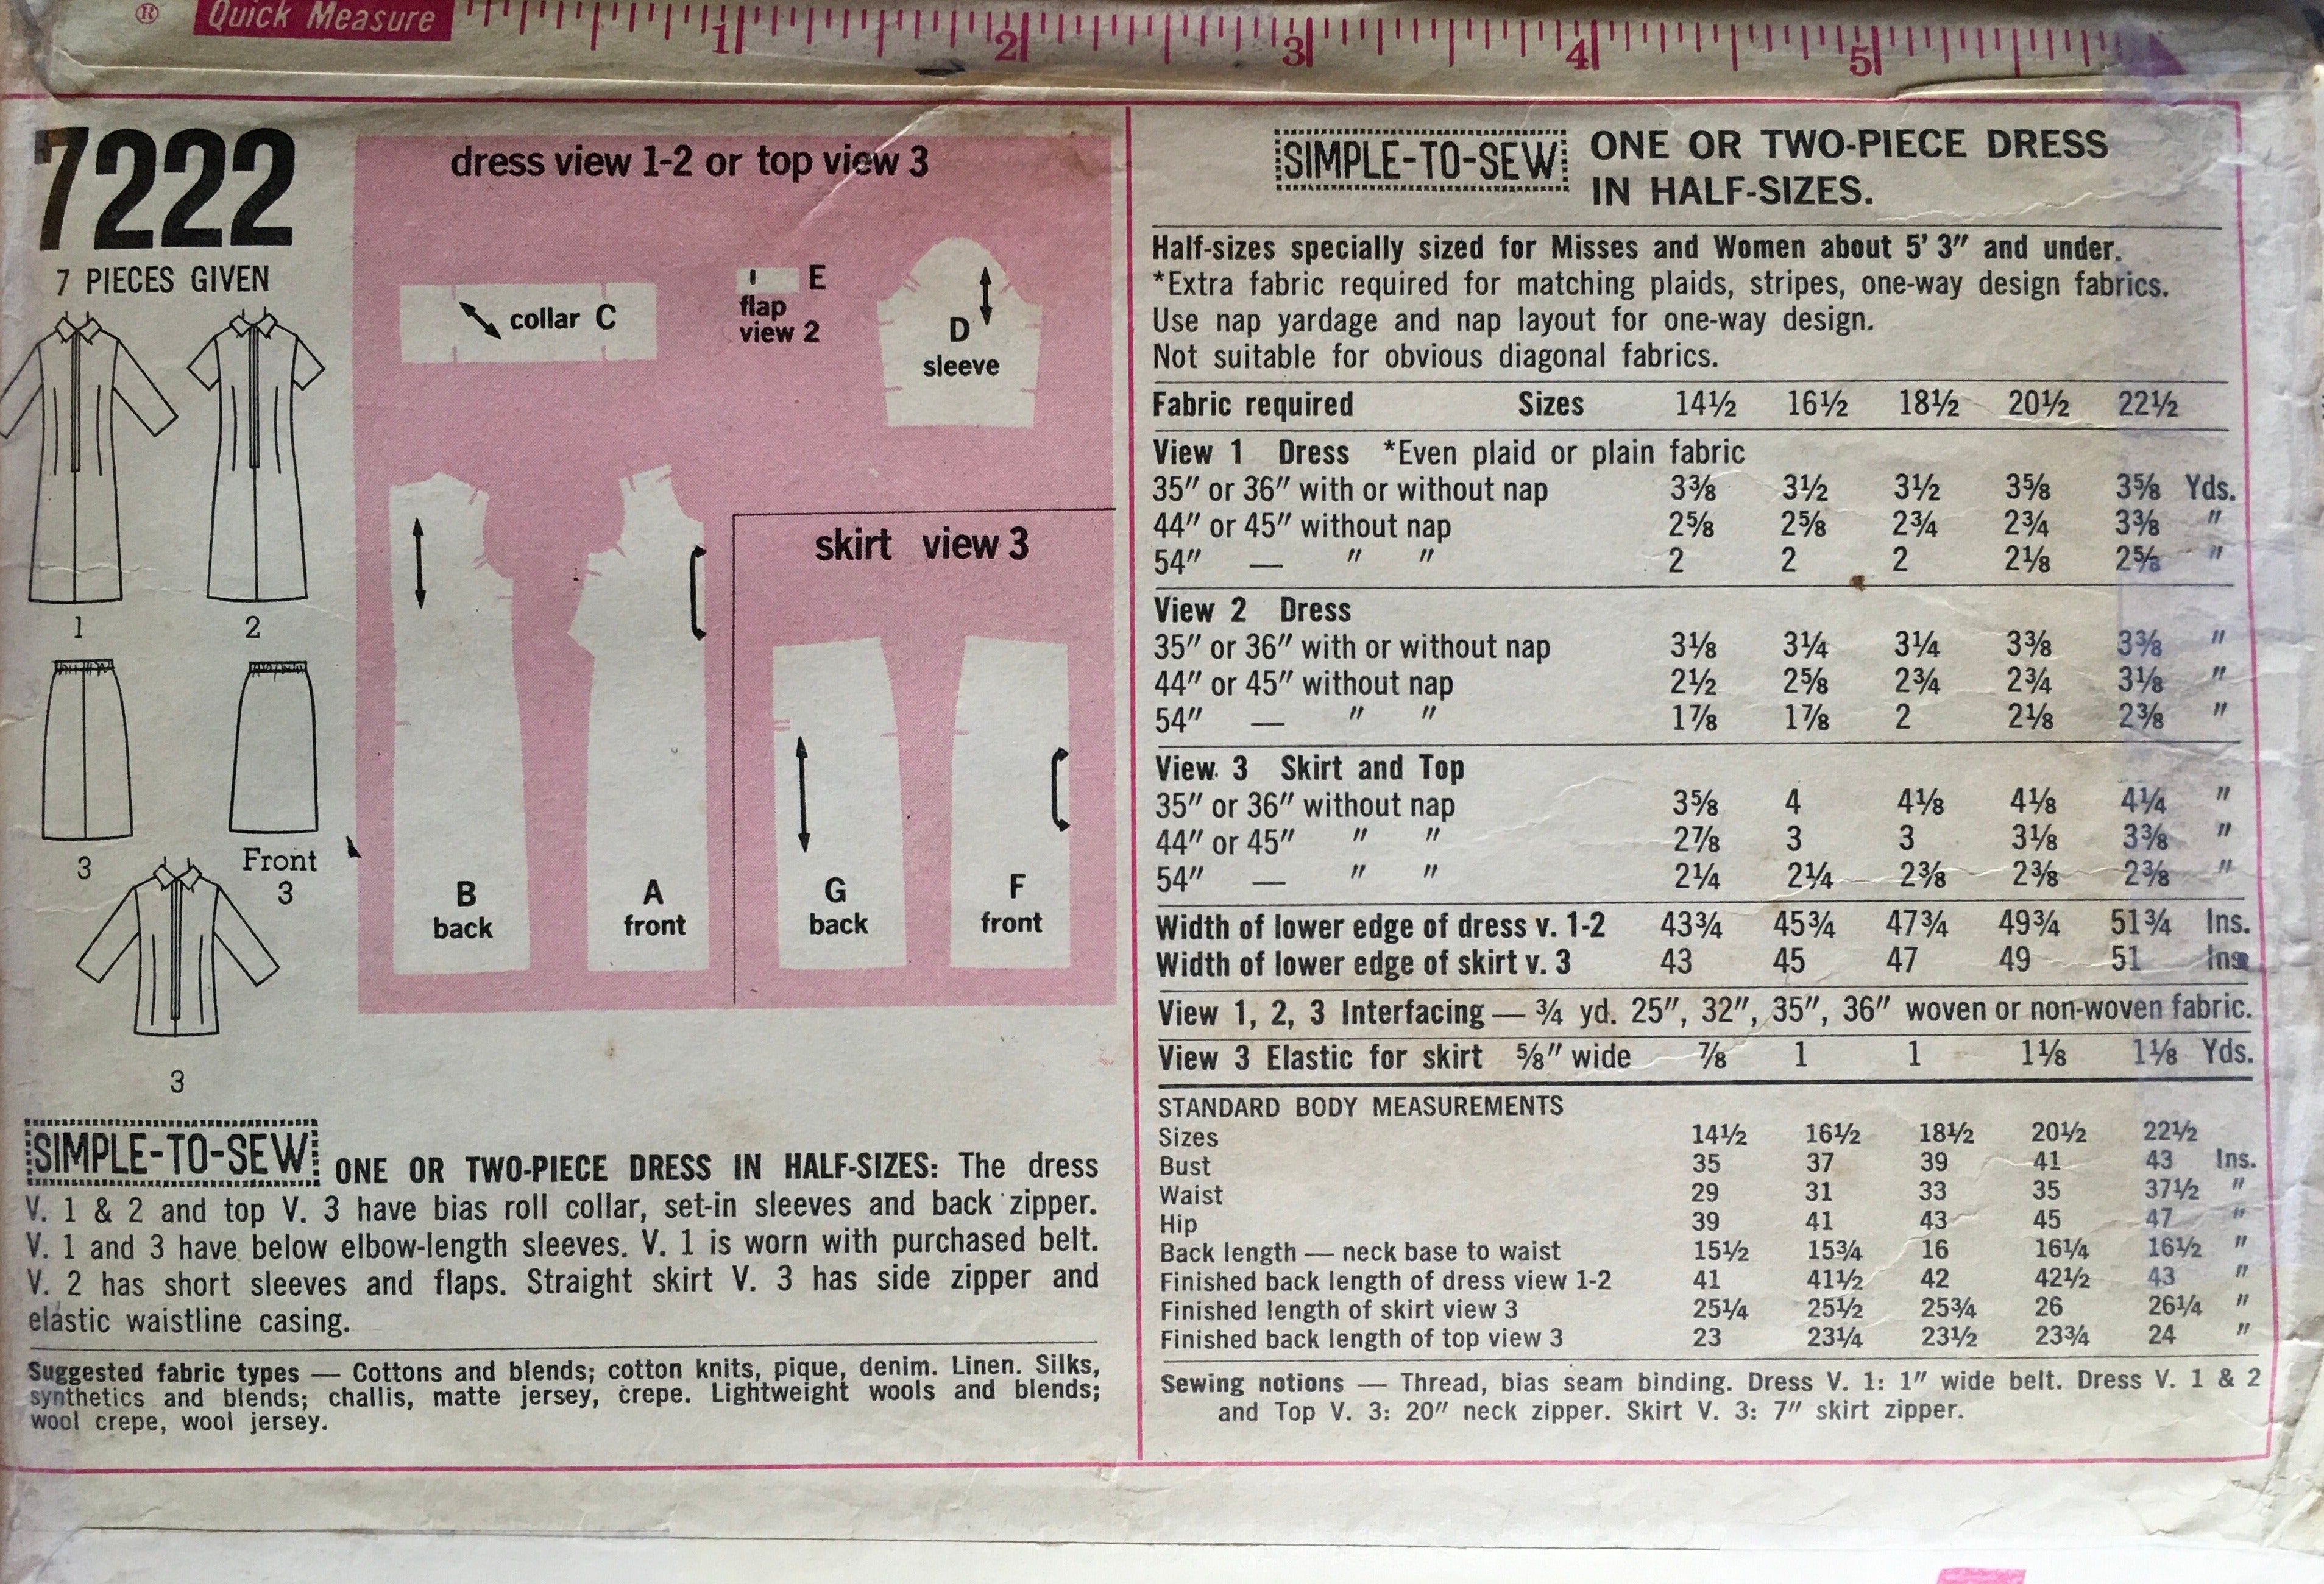 ® Quick Measure 1 2 3 4 5
7222
7 PIECES GIVEN
1 2
3 Front
3
3
dress view 1-2 or top view 3
collar C
E
flap
view 2
D
sleeve
skirt view 3
B
back
A
front
G
back
F
front
SIMPLE-TO-SEW ONE OR TWO-PIECE DRESS IN HALF-SIZES: The dress
V. 1 & 2 and top V. 3 have bias roll collar, set-in sleeves and back zipper.
V. 1 and 3 have below elbow-length sleeves. V. 1 is worn with purchased belt.
V. 2 has short sleeves and flaps. Straight skirt V. 3 has side zipper and
elastic waistline casing.
Suggested fabric types — Cottons and blends; cotton knits, pique, denim. Linen. Silks,
synthetics and blends; challis, matte jersey, crepe. Lightweight wools and blends;
wool crepe, wool jersey.
SIMPLE-TO-SEW ONE OR TWO-PIECE DRESS
IN HALF-SIZES.
Half-sizes specially sized for Misses and Women about 5' 3" and under.
*Extra fabric required for matching plaids, stripes, one-way design fabrics.
Use nap yardage and nap layout for one-way design.
Not suitable for obvious diagonal fabrics.
Fabric required Sizes 14½ 16½ 18½ 20½ 22½
View 1 Dress *Even plaid or plain fabric
35" or 36" with or without nap 3⅜ 3½ 3½ 3⅝ 3⅝ Yds.
44" or 45" without nap 2⅝ 2⅝ 2¾ 2¾ 3⅜ "
54" — " " 2 2 2 2⅛ 2⅝ "
View 2 Dress
35" or 36" with or without nap 3⅛ 3¼ 3¼ 3⅜ 3⅜ "
44" or 45" without nap 2½ 2⅝ 2¾ 2¾ 3⅛ "
54" — " " 1⅞ 1⅞ 2 2⅛ 2⅜ "
View 3 Skirt and Top
35" or 36" without nap 3⅝ 4 4⅛ 4⅛ 4¼ "
44" or 45" " " 2⅞ 3 3 3⅛ 3⅜ "
54" — " " 2¼ 2¼ 2⅜ 2⅜ 2⅜ "
Width of lower edge of dress v. 1-2 43¾ 45¾ 47¾ 49¾ 51¾ Ins.
Width of lower edge of skirt v. 3 43 45 47 49 51 Ins.
View 1, 2, 3 Interfacing — ¾ yd. 25", 32", 35", 36" woven or non-woven fabric.
View 3 Elastic for skirt ⅝" wide ⅞ 1 1 1⅛ 1⅛ Yds.
STANDARD BODY MEASUREMENTS
Sizes 14½ 16½ 18½ 20½ 22½
Bust 35 37 39 41 43 Ins.
Waist 29 31 33 35 37½ "
Hip 39 41 43 45 47 "
Back length — neck base to waist 15½ 15¾ 16 16¼ 16½ "
Finished back length of dress view 1-2 41 41½ 42 42½ 43 "
Finished length of skirt view 3 25¼ 25½ 25¾ 26 26¼ "
Finished back length of top view 3 23 23¼ 23½ 23¾ 24 "
Sewing notions — Thread, bias seam binding. Dress V. 1: 1" wide belt. Dress V. 1 & 2
and Top V. 3: 20" neck zipper. Skirt V. 3: 7" skirt zipper.